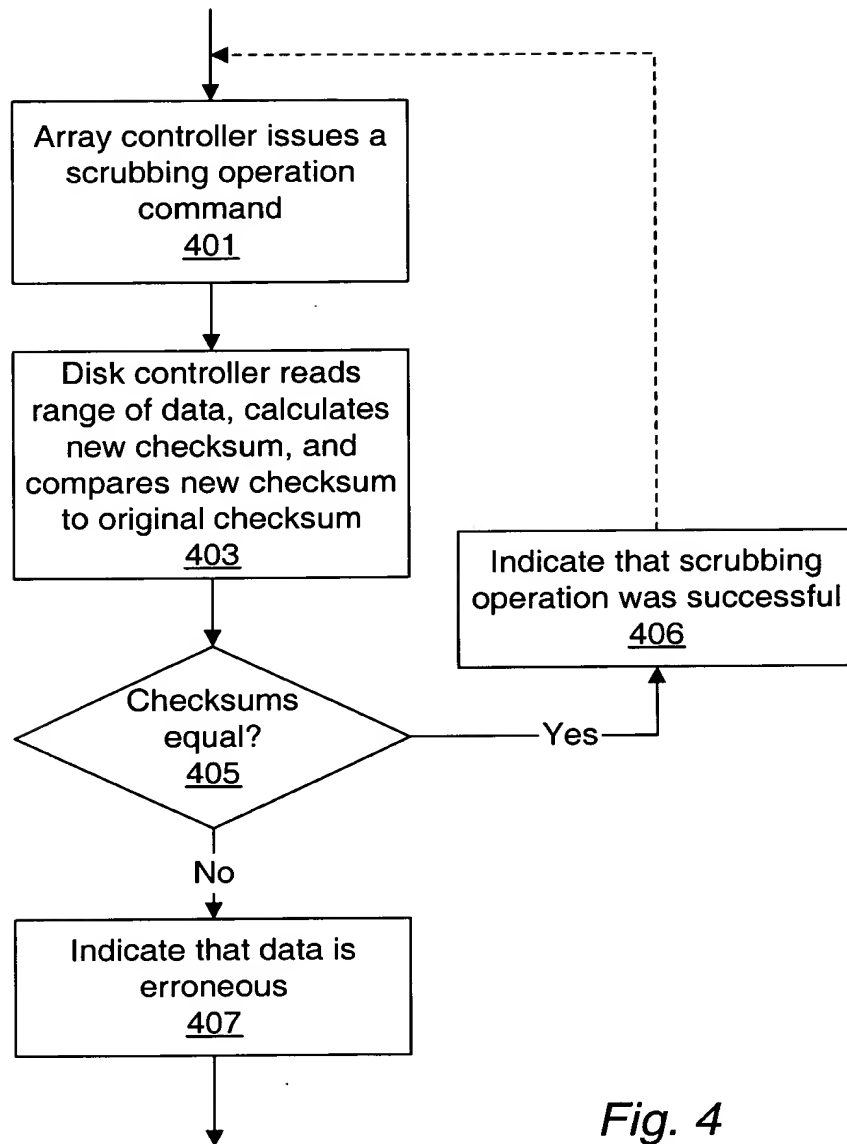 Array controller issues a
scrubbing operation
command
401
Disk controller reads
range of data, calculates
new checksum, and
compares new checksum
to original checksum
403
Indicate that scrubbing
operation was successful
406
Checksums
equal?
405
Yes
No
Indicate that data is
erroneous
407
Fig. 4